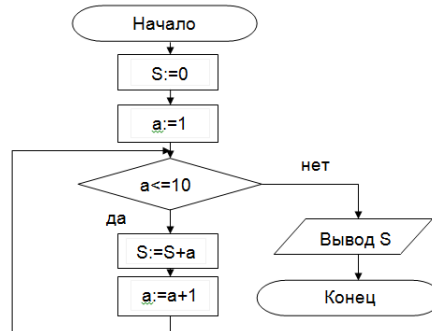 Начало
S:=0
a:=1
a<=10
нет
да
S:=S+a
a:=a+1
Вывод S
Конец